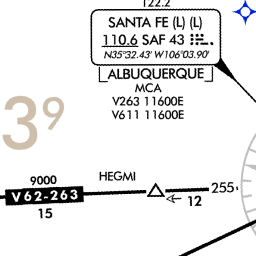 122.2
SANTA FE (L) (L)
110.6 SAF 43
N35°32.43' W106°03.90'
ALBUQUERQUE
MCA
V263 11600E
V611 11600E
39
9000
HEGMI
V62-263
15
12
255